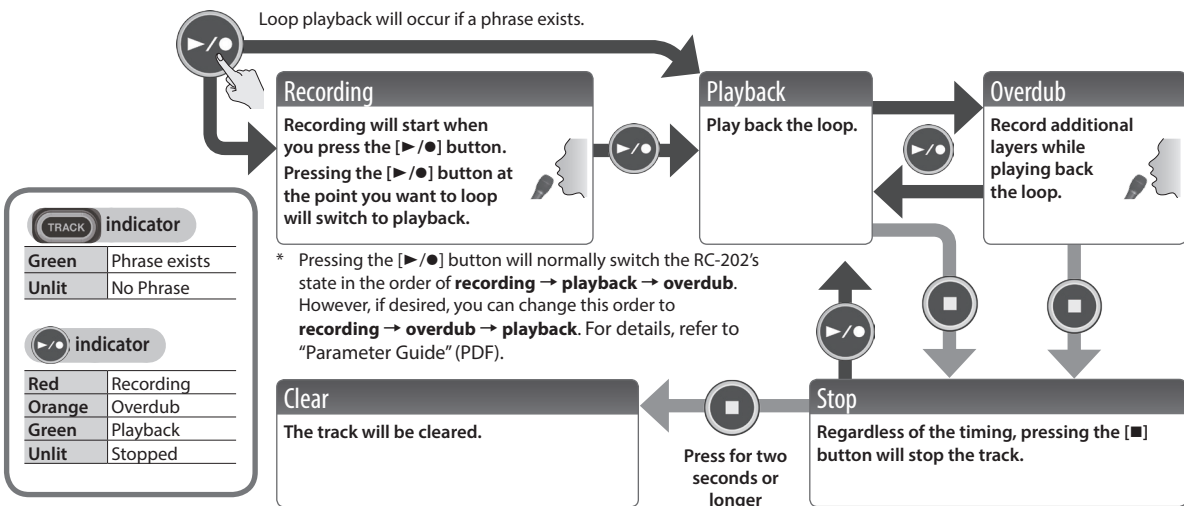 Loop playback will occur if a phrase exists.
►/●
Recording
Recording will start when
you press the [►/●] button.
Pressing the [►/●] button at
the point you want to loop
will switch to playback.
►/●
Playback
Play back the loop.
►/●
Overdub
Record additional
layers while
playing back
the loop.
TRACK indicator
Green Phrase exists
Unlit No Phrase
►/● indicator
Red Recording
Orange Overdub
Green Playback
Unlit Stopped
* Pressing the [►/●] button will normally switch the RC-202’s
state in the order of recording → playback → overdub.
However, if desired, you can change this order to
recording → overdub → playback. For details, refer to
“Parameter Guide” (PDF).
►/●
■
■
Clear
The track will be cleared.
■
Press for two
seconds or
longer
Stop
Regardless of the timing, pressing the [■]
button will stop the track.